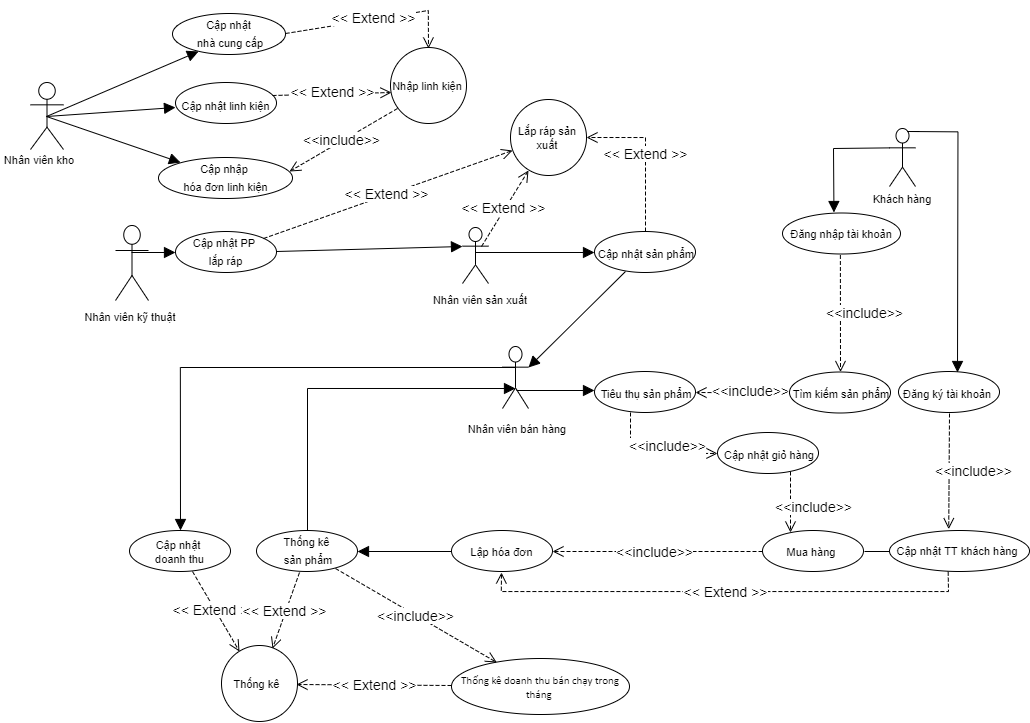 Cập nhật
nhà cung cấp
<< Extend >>
Nhập linh kiện
Cập nhật linh kiện
<< Extend >>
<<include>>
Nhân viên kho
Cập nhập
hóa đơn linh kiện
Lắp ráp sản
xuất
<< Extend >>
<< Extend >>
<< Extend >>
Khách hàng
Đăng nhập tài khoản
Cập nhật PP
lắp ráp
Cập nhật sản phẩm
Nhân viên sản xuất
Nhân viên kỹ thuật
<<include>>
Tiêu thụ sản phẩm
<<include>>
Tìm kiếm sản phẩm
Đăng ký tài khoản
Nhân viên bán hàng
<<include>>
Cập nhật giỏ hàng
<<include>>
<<include>>
Cập nhật
doanh thu
Thống kê
sản phẩm
Lập hóa đơn
<<include>>
Mua hàng
Cập nhật TT khách hàng
<< Extend >>
<< Extend >>
<< Extend >>
<<include>>
Thống kê
<< Extend >>
Thống kê doanh thu bán chạy trong
tháng